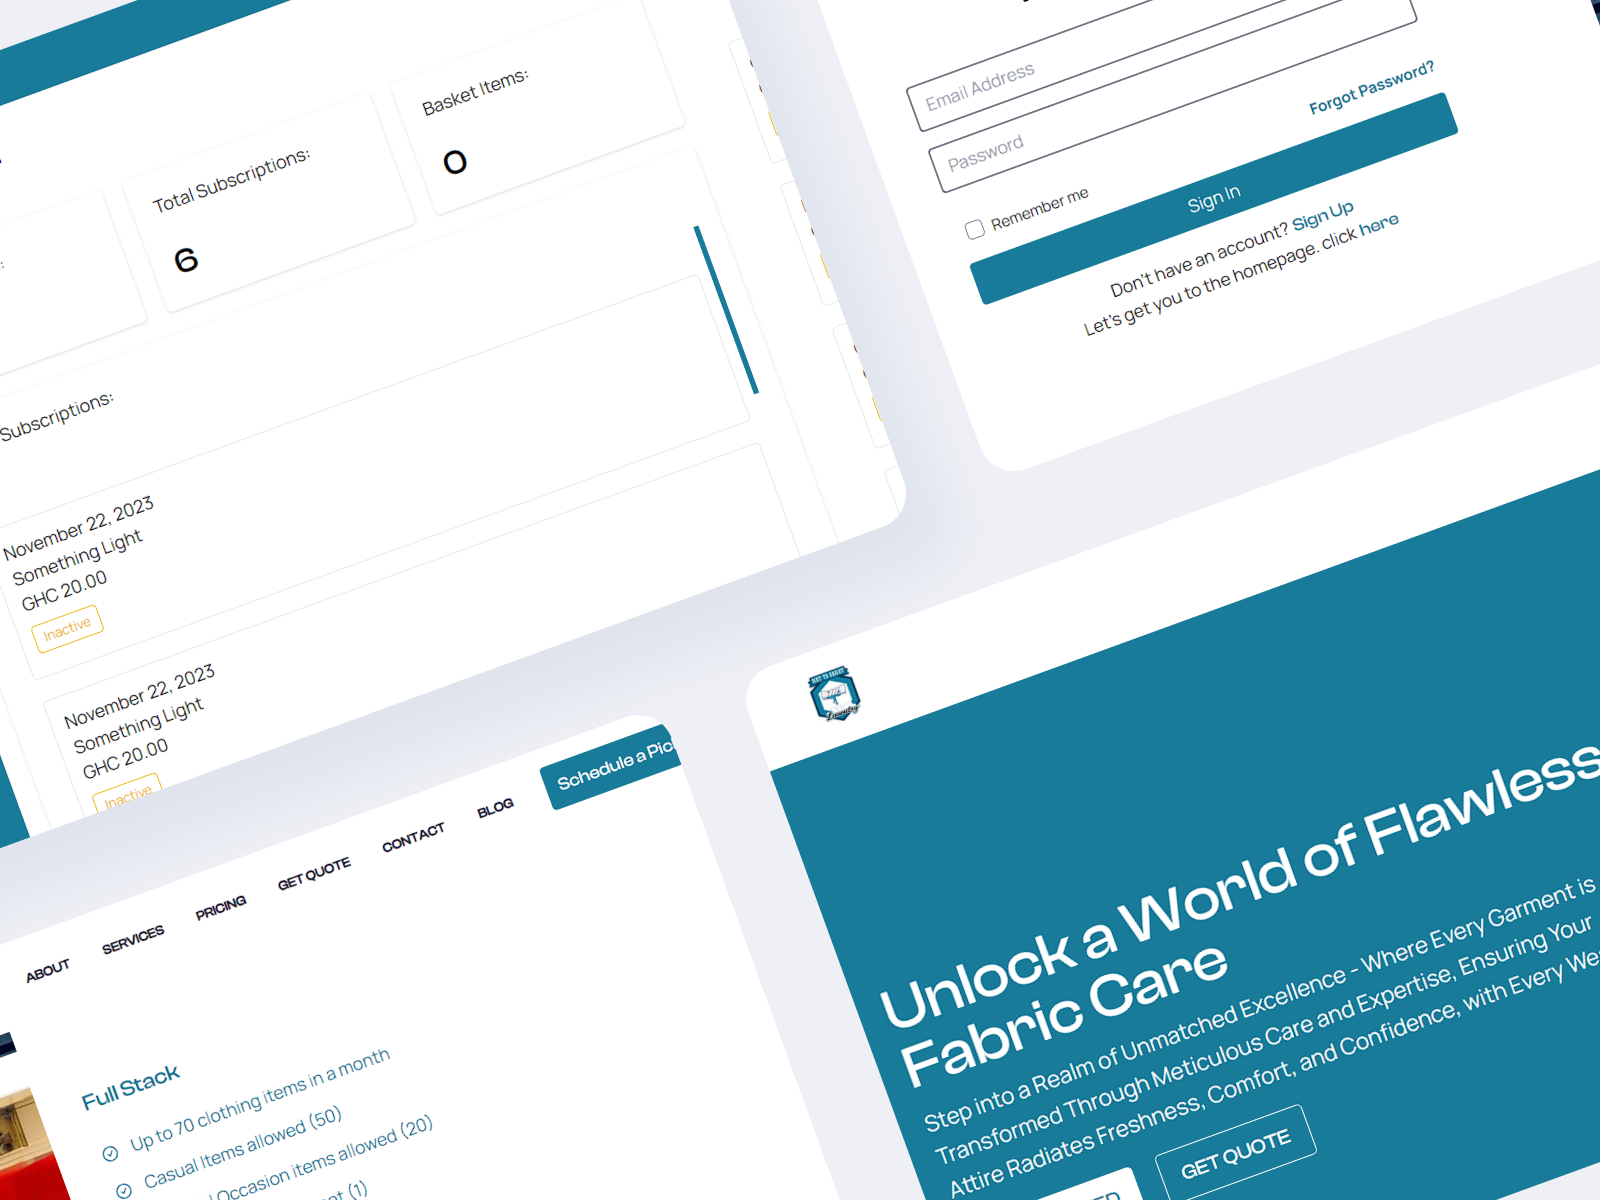 Basket Items:
0
Total Subscriptions:
6
Subscriptions:
November 22, 2023
Something Light
GHC 20.00
Inactive
November 22, 2023
Something Light
GHC 20.00
Inactive
Email Address
Password
Forgot Password?
Remember me
Sign In
Don't have an account? Sign Up
Let's get you to the homepage. click here
ABOUT
SERVICES
PRICING
GET QUOTE
CONTACT
BLOG
Schedule a
Full Stack
Up to 70 clothing items in a month
Casual Items allowed (50)
Occasion items allowed (20)
(1)
Laundry
Unlock a World of Flawless
Fabric Care
Step into a Realm of Unmatched Excellence - Where Every Garment is
Transformed Through Meticulous Care and Expertise, Ensuring Your
Attire Radiates Freshness, Comfort, and Confidence, with Every
GET QUOTE